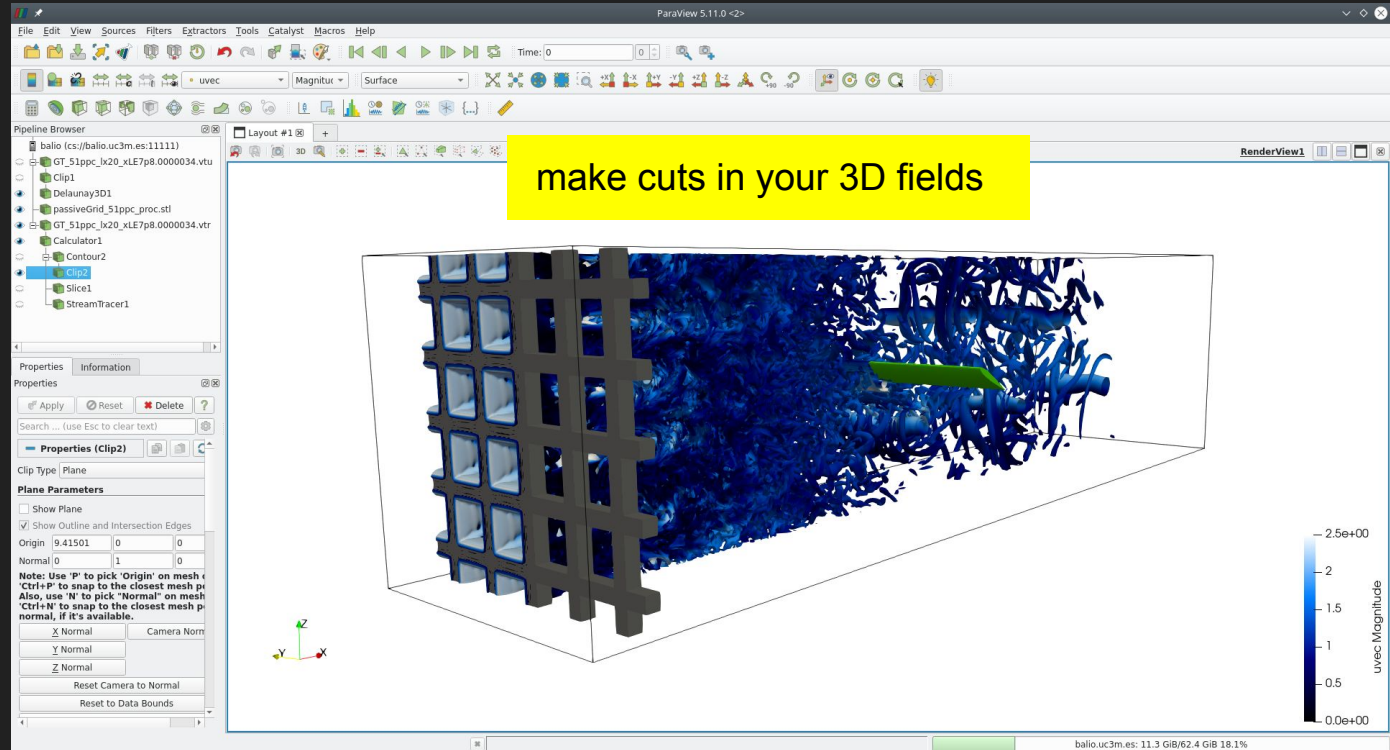 ParaView 5.11.0 <2>
File Edit View Sources Filters Extractors Tools Catalyst Macros Help
Time: 0 0
uvec Magnituc Surface
+90 -90
Pipeline Browser
Layout #1 +
balio (cs://balio.uc3m.es:11111)
3D
RenderView1
GT_51ppc_lx20_xLE7p8.0000034.vtu
Clip1
Delaunay3D1
passiveGrid_51ppc_proc.stl
GT_51ppc_lx20_xLE7p8.0000034.vtr
Calculator1
Contour2
Clip2
Slice1
StreamTracer1
make cuts in your 3D fields
Properties Information
Properties
Apply Reset Delete ?
Search ... (use Esc to clear text)
Properties (Clip2)
Clip Type Plane
Plane Parameters
Show Plane
Show Outline and Intersection Edges
Origin 9.41501 0 0
Normal 0 1 0
Note: Use 'P' to pick 'Origin' on mesh
'Ctrl+P' to snap to the closest mesh
Also, use 'N' to pick "Normal" on mesh
'Ctrl+N' to snap to the closest mesh
normal, if it's available.
X Normal Camera Norm
Y Normal
Z Normal
Reset Camera to Normal
Reset to Data Bounds
Z
Y X
2.5e+00
2
1.5
1
0.5
0.0e+00
uvec Magnitude
balio.uc3m.es: 11.3 GiB/62.4 GiB 18.1%